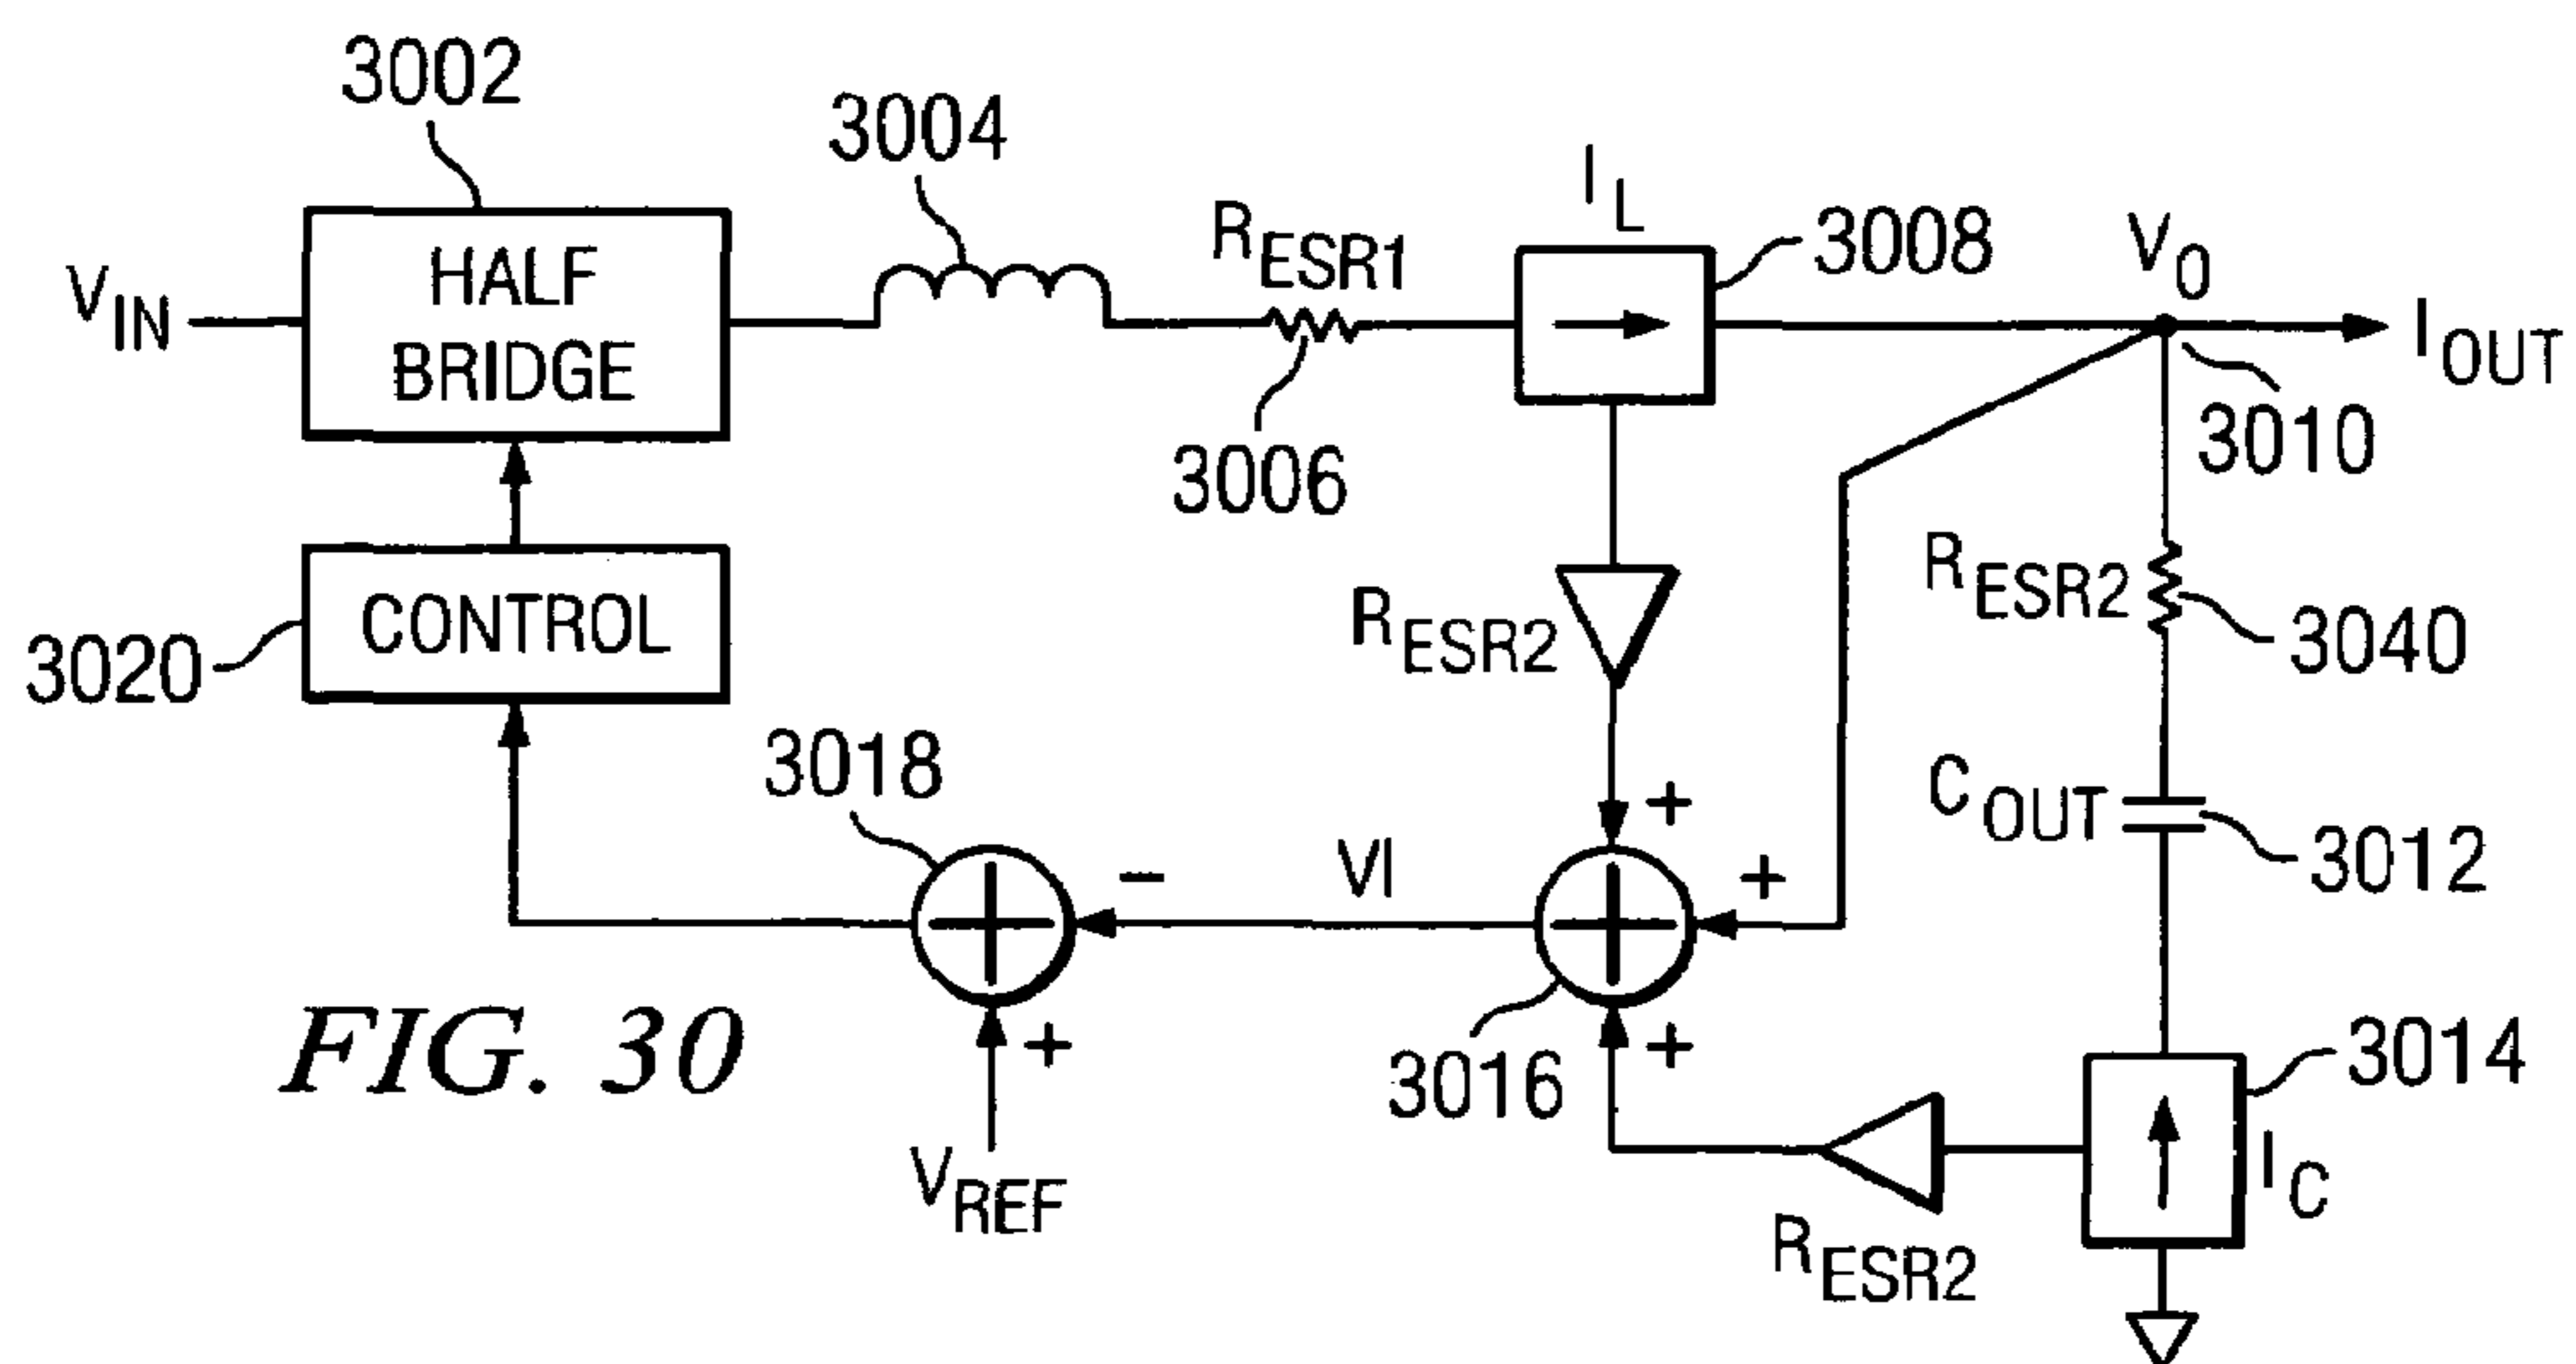 3002
3004
I_L
V_IN
HALF
BRIDGE
R_ESR1
3008
V_O
I_OUT
3006
3010
3020
CONTROL
R_ESR2
R_ESR2
3040
3018
+
C_OUT
3012
VI
-
+
FIG. 30
+
V_REF
3016
+
3014
I_C
R_ESR2